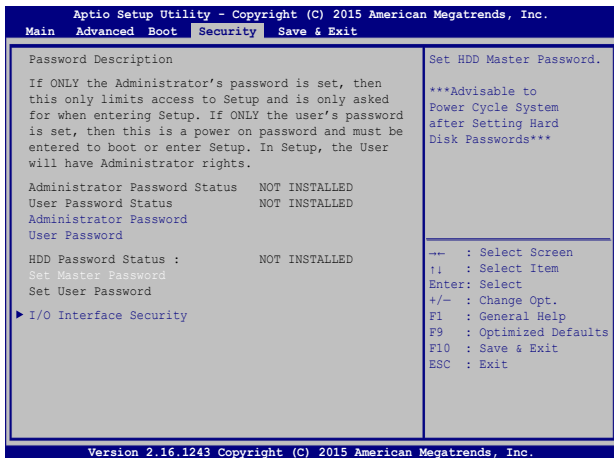 Aptio Setup Utility - Copyright (C) 2015 American Megatrends, Inc.
Main Advanced Boot Security Save & Exit
Password Description
If ONLY the Administrator's password is set, then
this only limits access to Setup and is only asked
for when entering Setup. If ONLY the user's password
is set, then this is a power on password and must be
entered to boot or enter Setup. In Setup, the User
will have Administrator rights.
Administrator Password Status NOT INSTALLED
User Password Status NOT INSTALLED
Administrator Password
User Password
HDD Password Status : NOT INSTALLED
Set Master Password
Set User Password
I/O Interface Security
Set HDD Master Password.
***Advisable to
Power Cycle System
after Setting Hard
Disk Passwords***
→← : Select Screen
↑↓ : Select Item
Enter: Select
+/— : Change Opt.
F1 : General Help
F9 : Optimized Defaults
F10 : Save & Exit
ESC : Exit
Version 2.16.1243 Copyright (C) 2015 American Megatrends, Inc.